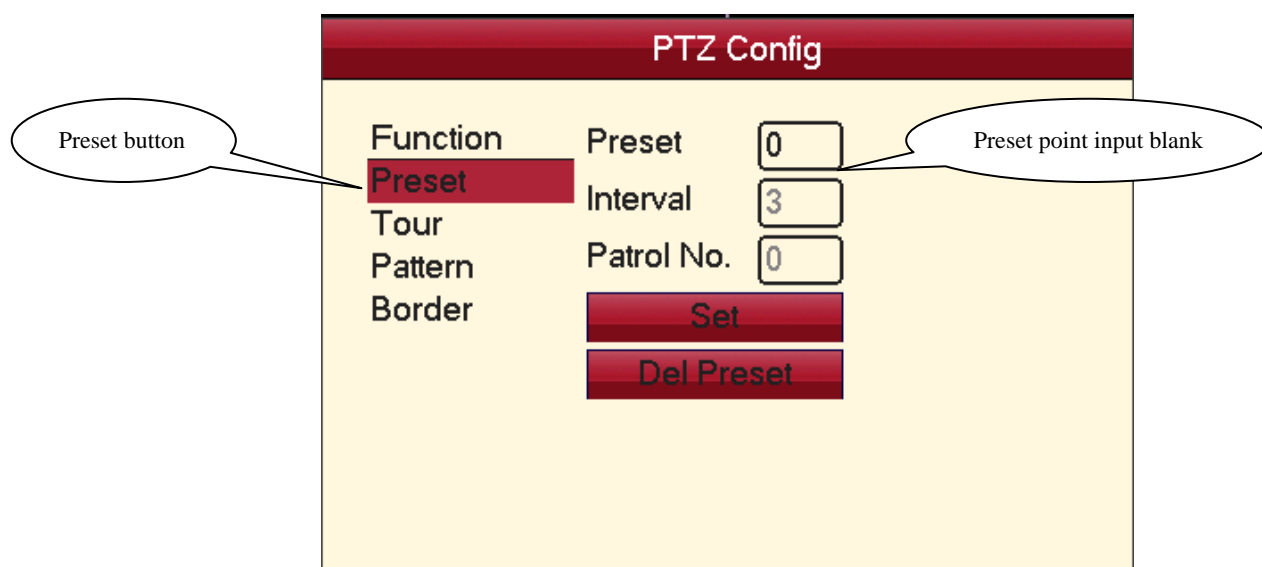 PTZ Config
Preset button
Function
Preset
Tour
Pattern
Border
Preset 0
Interval 3
Patrol No. 0
Set
Del Preset
Preset point input blank